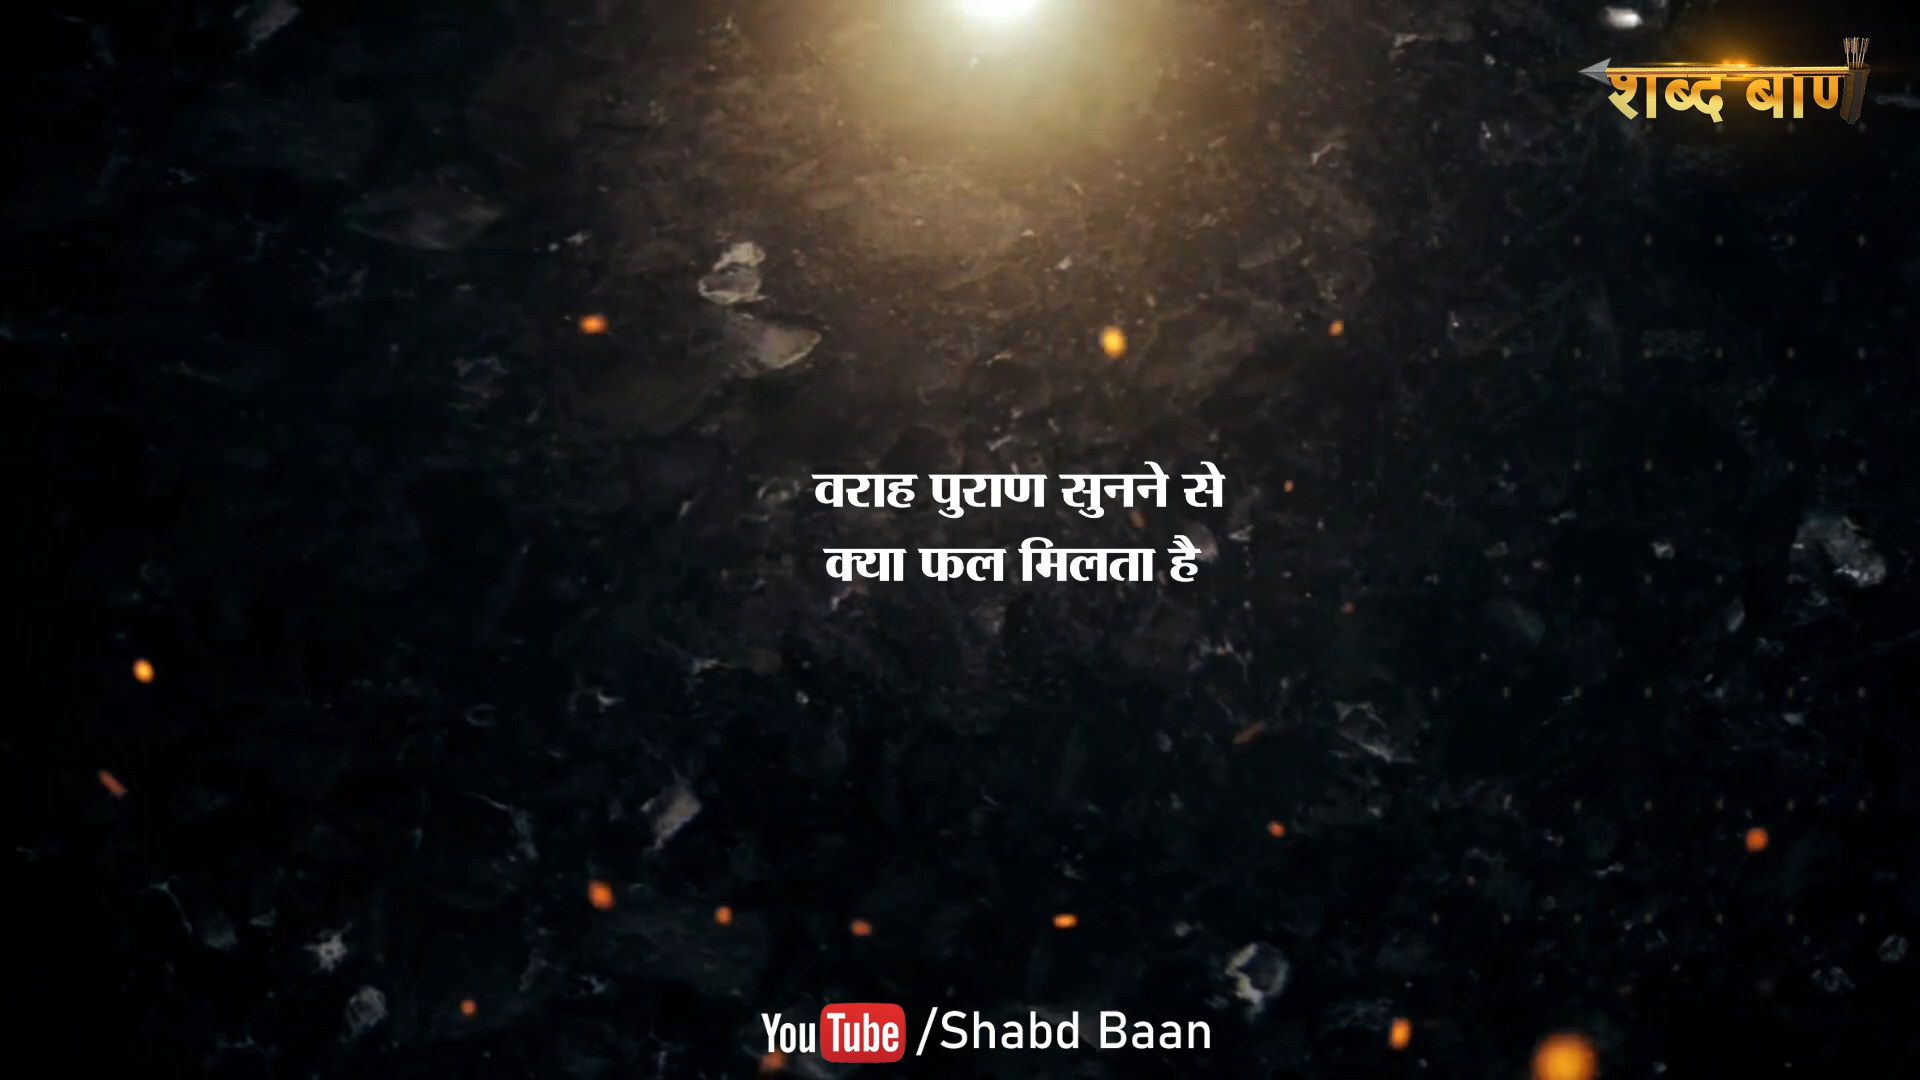 शब्द बाण
वराह पुराण सुनने से
क्या फल मिलता है
YouTube /Shabd Baan